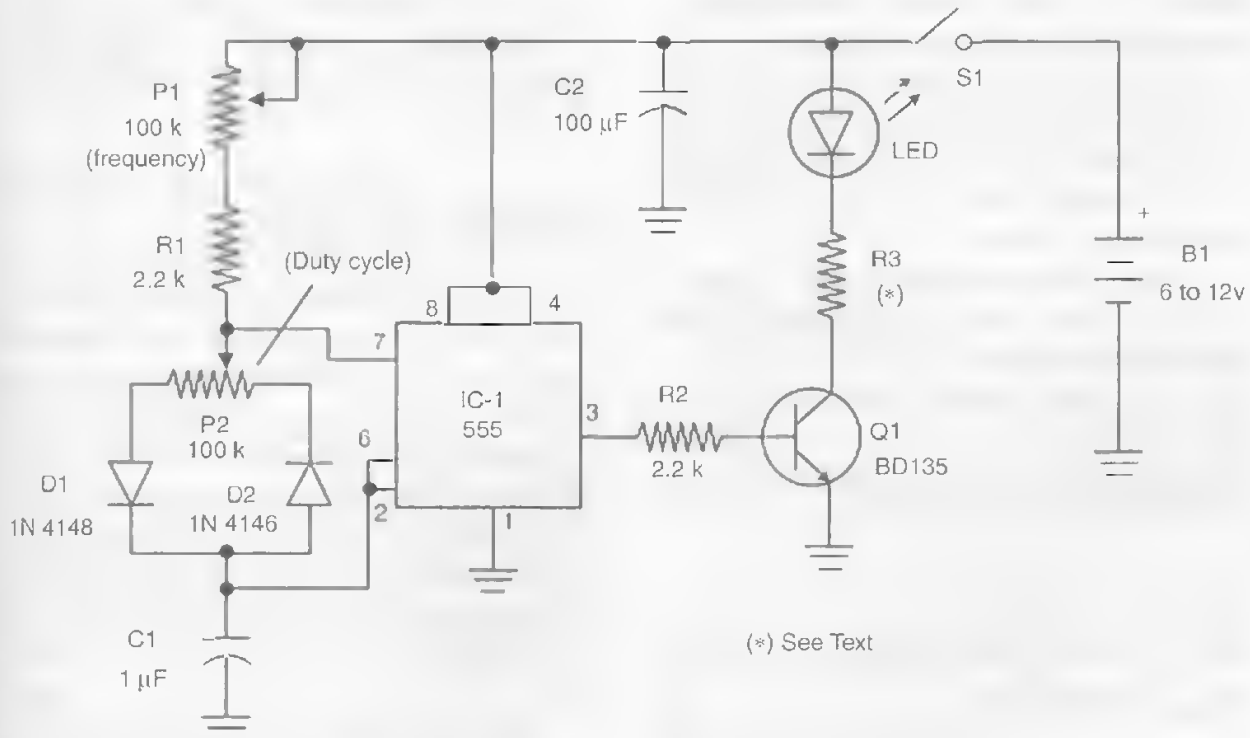 P1
100 k
(frequency)
R1
2.2 k
(Duty cycle)
P2
100 k
D1
1N 4148
D2
1N 4146
C1
1 µF
8
4
7
IC-1
555
6
2
3
1
C2
100 µF
R2
2.2 k
LED
R3
(*)
Q1
BD135
S1
+
B1
6 to 12v
(*) See Text